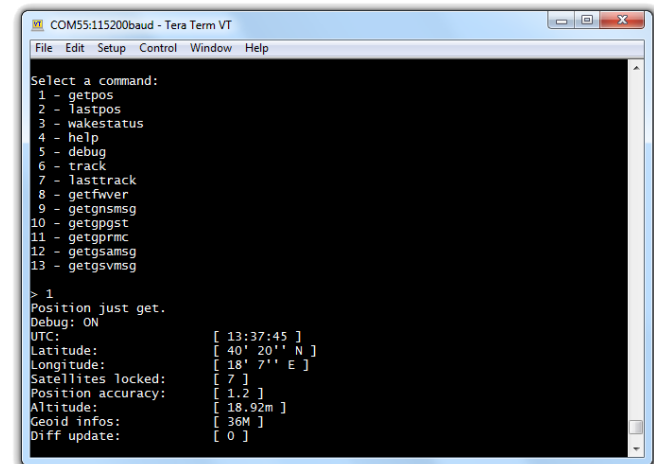 COM55:115200baud - Tera Term VT
File Edit Setup Control Window Help
Select a command:
1 - getpos
2 - lastpos
3 - wakestatus
4 - help
5 - debug
6 - track
7 - lasttrack
8 - getfwver
9 - getgnsmsg
10 - getgpgst
11 - getgprmc
12 - getgsamsg
13 - getgsvmsg
> 1
Position just get.
Debug: ON
UTC: [ 13:37:45 ]
Latitude: [ 40' 20'' N ]
Longitude: [ 18' 7'' E ]
Satellites locked: [ 7 ]
Position accuracy: [ 1.2 ]
Altitude: [ 18.92m ]
Geoid infos: [ 36M ]
Diff update: [ 0 ]